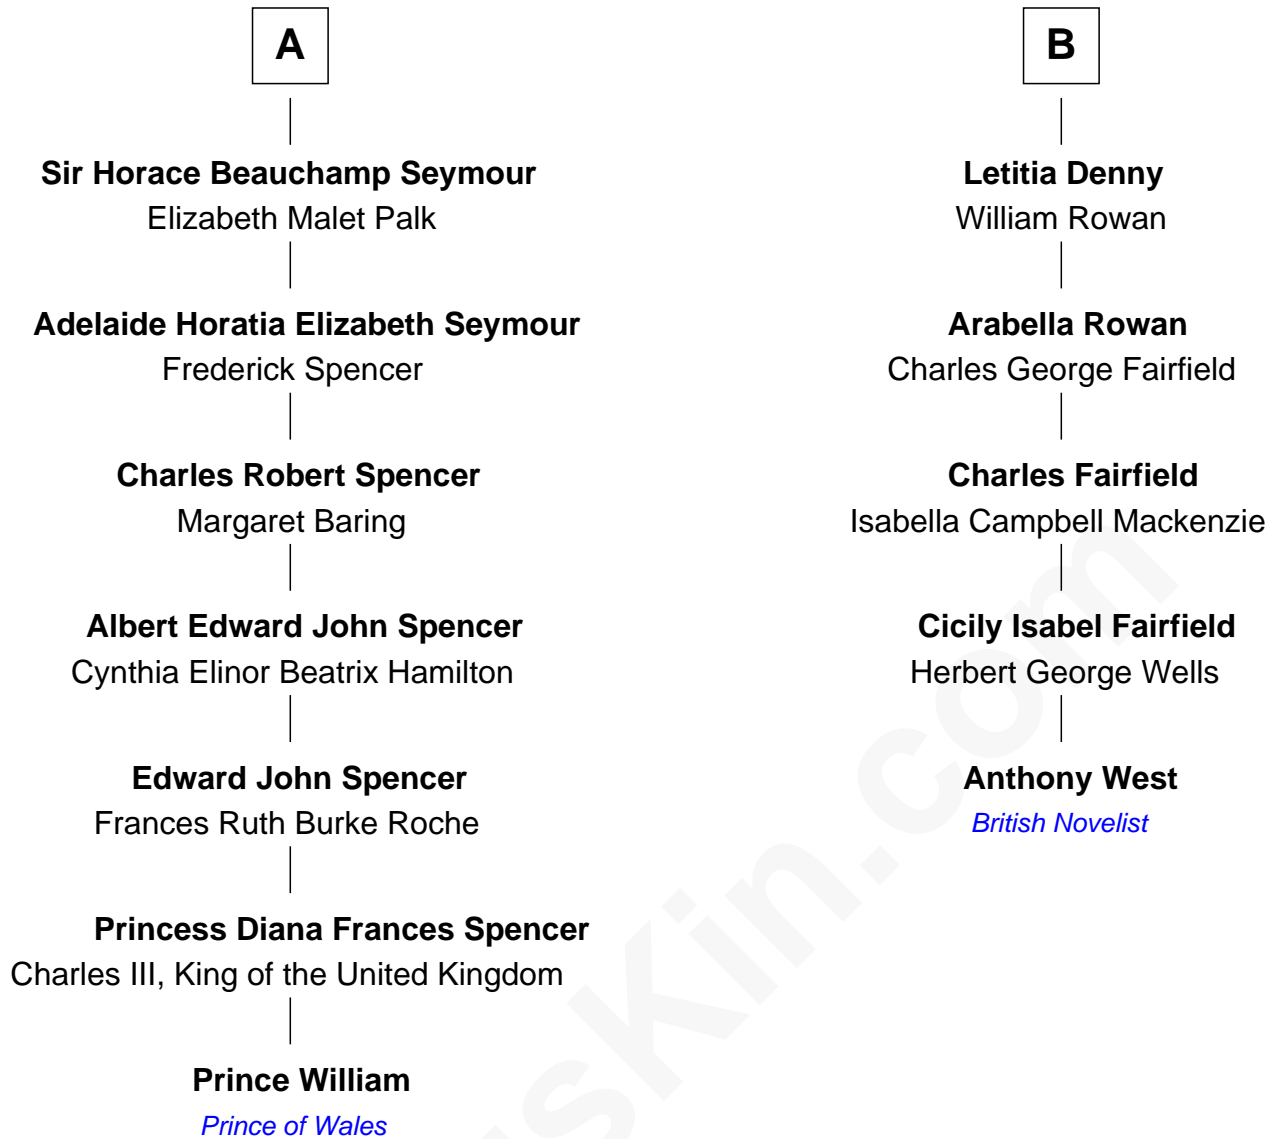 A
Sir Horace Beauchamp Seymour
Elizabeth Malet Palk
Adelaide Horatia Elizabeth Seymour
Frederick Spencer
Charles Robert Spencer
Margaret Baring
Albert Edward John Spencer
Cynthia Elinor Beatrix Hamilton
Edward John Spencer
Frances Ruth Burke Roche
Princess Diana Frances Spencer
Charles III, King of the United Kingdom
Prince William
Prince of Wales
B
Letitia Denny
William Rowan
Arabella Rowan
Charles George Fairfield
Charles Fairfield
Isabella Campbell Mackenzie
Cicily Isabel Fairfield
Herbert George Wells
Anthony West
British Novelist